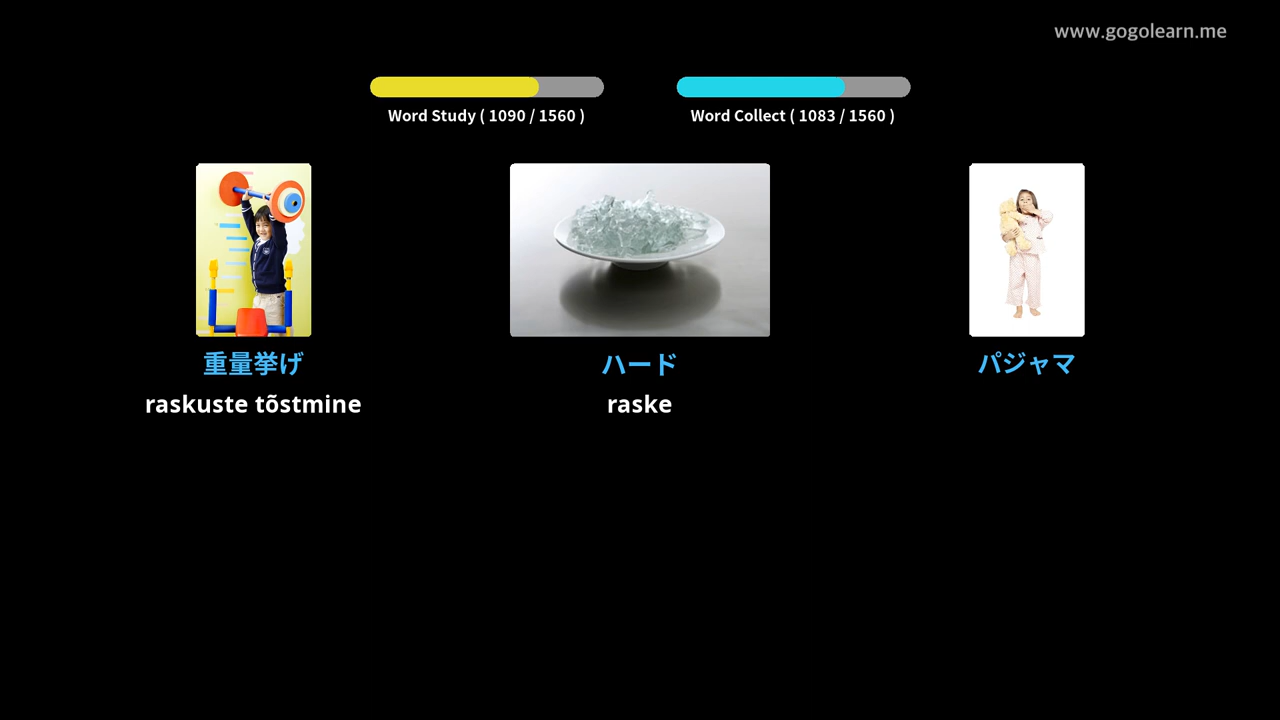 www.gogolearn.me
Word Study ( 1090 / 1560 )
Word Collect ( 1083 / 1560 )
重量挙げ
ハード
パジャマ
raskuste tõstmine
raske